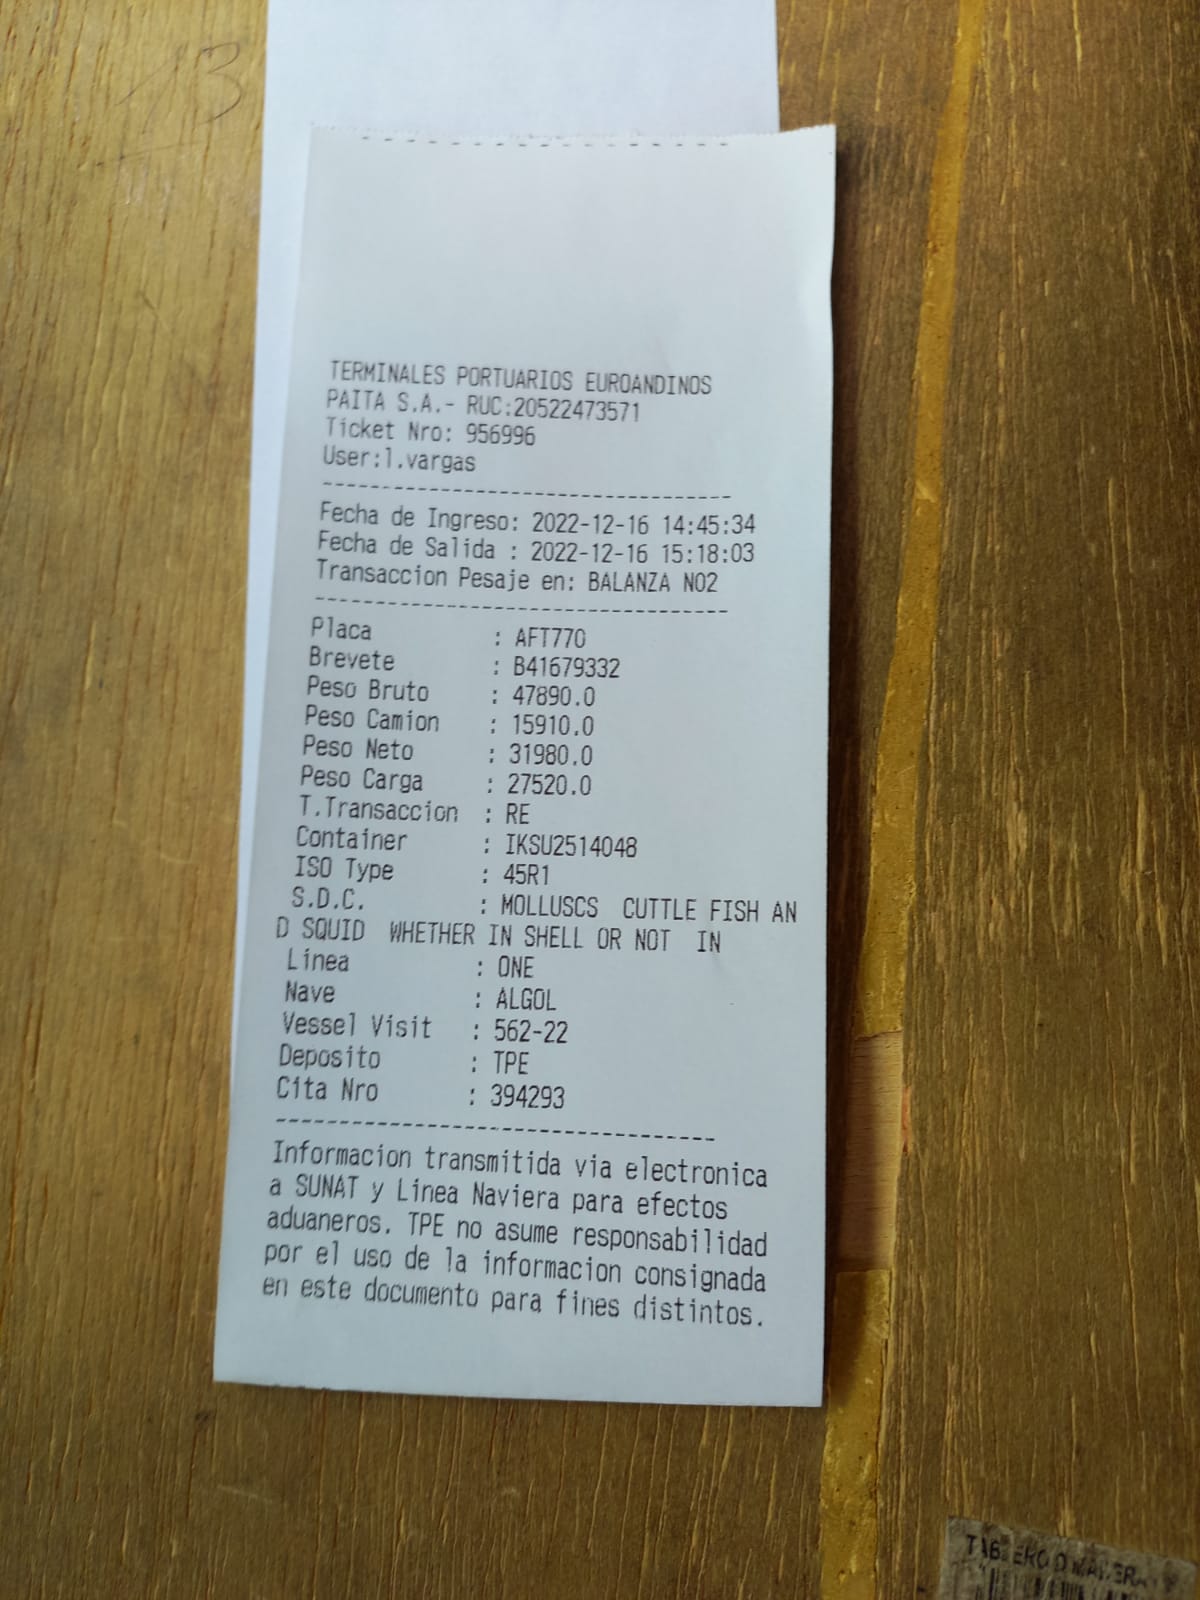 13
TERMINALES PORTUARIOS EUROANDINOS
PAITA S.A.- RUC:20522473571
Ticket Nro: 956996
User:l.vargas
--------------------------------
Fecha de Ingreso: 2022-12-16 14:45:34
Fecha de Salida : 2022-12-16 15:18:03
Transaccion Pesaje en: BALANZA NO2
--------------------------------
Placa : AFT770
Brevete : B41679332
Peso Bruto : 47890.0
Peso Camion : 15910.0
Peso Neto : 31980.0
Peso Carga : 27520.0
T.Transaccion : RE
Container : IKSU2514048
ISO Type : 45R1
S.D.C. : MOLLUSCS CUTTLE FISH AN
D SQUID WHETHER IN SHELL OR NOT IN
Linea : ONE
Nave : ALGOL
Vessel Visit : 562-22
Deposito : TPE
Cita Nro : 394293
--------------------------------
Informacion transmitida via electronica
a SUNAT y Linea Naviera para efectos
aduaneros. TPE no asume responsabilidad
por el uso de la informacion consignada
en este documento para fines distintos.